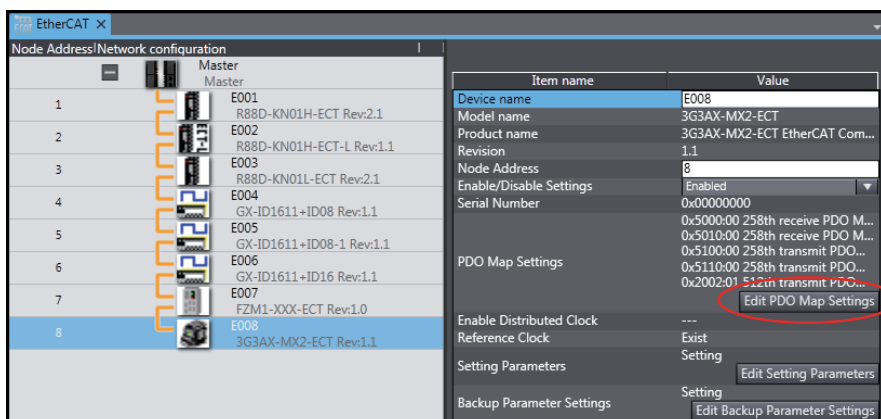 EtherCAT X
Node Address Network configuration
Master
Master
1 E001
R88D-KN01H-ECT Rev:2.1
2 E002
R88D-KN01H-ECT-L Rev:1.1
3 E003
R88D-KN01L-ECT Rev:2.1
4 E004
GX-ID1611+ID08 Rev:1.1
5 E005
GX-ID1611+ID08-1 Rev:1.1
6 E006
GX-ID1611+ID16 Rev:1.1
7 E007
FZM1-XXX-ECT Rev:1.0
8 E008
3G3AX-MX2-ECT Rev:1.1
Item name Value
Device name E008
Model name 3G3AX-MX2-ECT
Product name 3G3AX-MX2-ECT EtherCAT Com...
Revision 1.1
Node Address 8
Enable/Disable Settings Enabled
Serial Number 0x00000000
PDO Map Settings
0x5000:00 258th receive PDO M...
0x5010:00 258th receive PDO M...
0x5100:00 258th transmit PDO...
0x5110:00 258th transmit PDO...
0x2002:01 512th transmit PDO...
Edit PDO Map Settings
Enable Distributed Clock ---
Reference Clock Exist
Setting Parameters Setting
Edit Setting Parameters
Backup Parameter Settings Setting
Edit Backup Parameter Settings